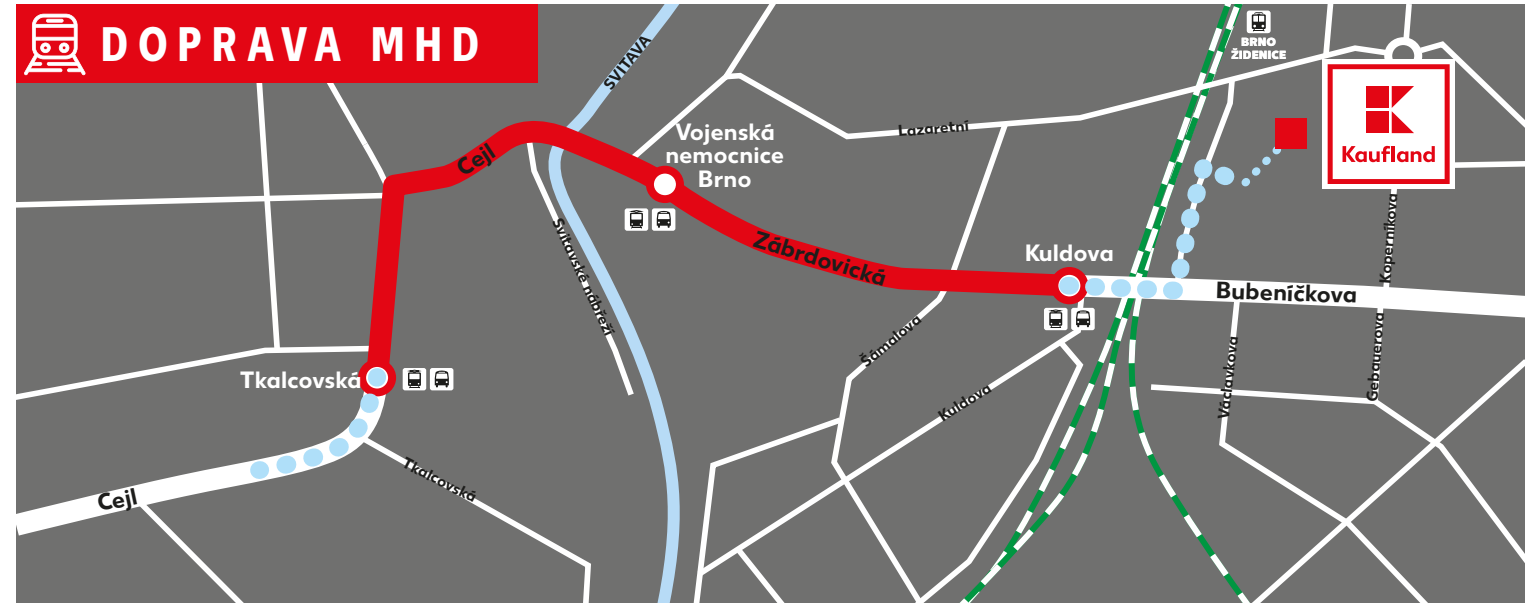 DOPRAVA MHD
SVITAVA
BRNO
ŽIDENICE
Kaufland
Lazaretní
Vojenská
nemocnice
Brno
Cejl
Svitavské nábřeží
Zábrdovická
Kuldova
Koperníkova
Bubeníčkova
Šámalova
Tkalcovská
Kuldova
Václavkova
Gebauerova
Tkalcovská
Cejl